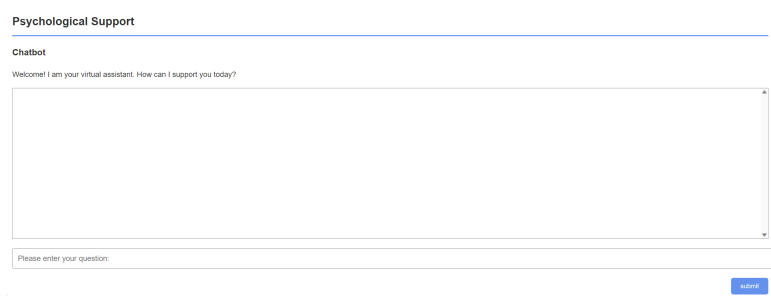 Psychological Support
Chatbot
Welcome! I am your virtual assistant. How can I support you today?
Please enter your question:
submit